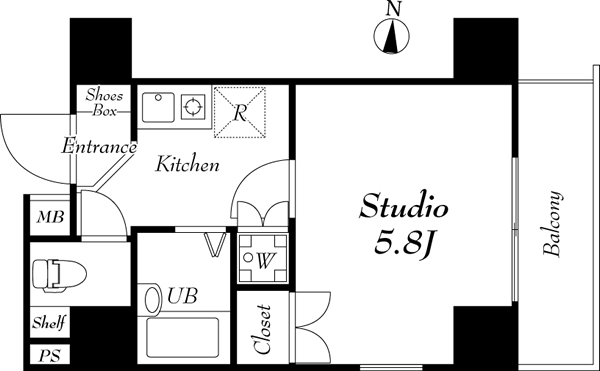 N
Shoes
Box
R
Entrance
Kitchen
MB
Studio
5.8J
Balcony
W
UB
Shelf
Closet
PS